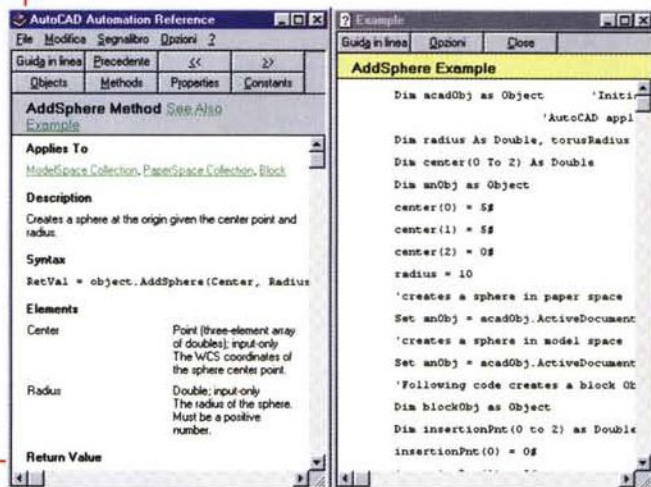 AutoCAD Automation Reference
File Modifica Segnalibro Opzioni ?
Guida in linea Precedente << >>
Objects Methods Properties Constants
AddSphere Method See Also
Example
Applies To
ModelSpace Collection, PaperSpace Collection, Block
Description
Creates a sphere at the origin given the center point and
radius.
Syntax
RetVal = object.AddSphere(Center, Radius
Elements
Center Point (three-element array
of doubles); input-only
The WCS coordinates of
the sphere center point.
Radius Double; input-only
The radius of the sphere.
Must be a positive
number.
Return Value
? Example
Guida in linea Opzioni Close
AddSphere Example
Dim acadObj as Object 'Initi
'AutoCAD appl
Dim radius As Double, torusRadius
Dim center(0 To 2) As Double
Dim anObj as Object
center(0) = 5#
center(1) = 5#
center(2) = 0#
radius = 10
'creates a sphere in paper space
Set anObj = acadObj.ActiveDocument
'creates a sphere in model space
Set anObj = acadObj.ActiveDocument
'Following code creates a block Ob
Dim blockObj as Object
Dim insertionPnt(0 to 2) as Double
insertionPnt(0) = 0#